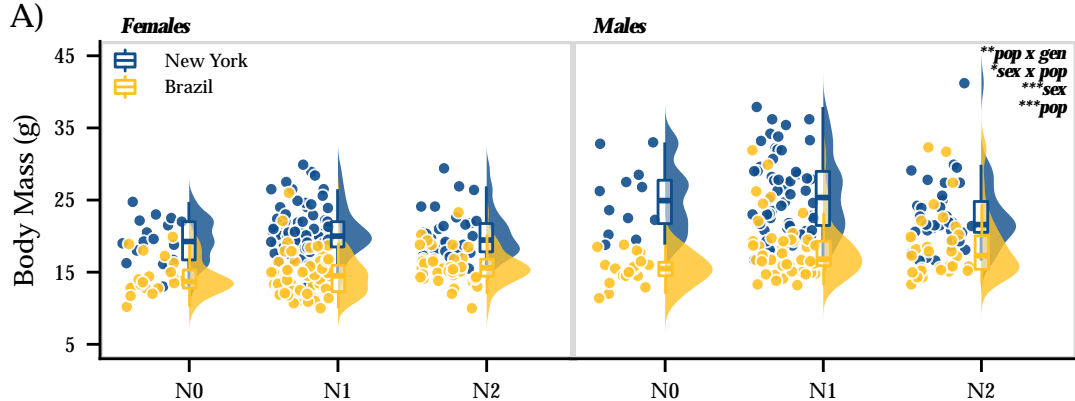 A)
Females
Males
New York
Brazil
**pop x gen
*sex x pop
***sex
***pop
Body Mass (g)
45
35
25
15
5
N0
N1
N2
N0
N1
N2